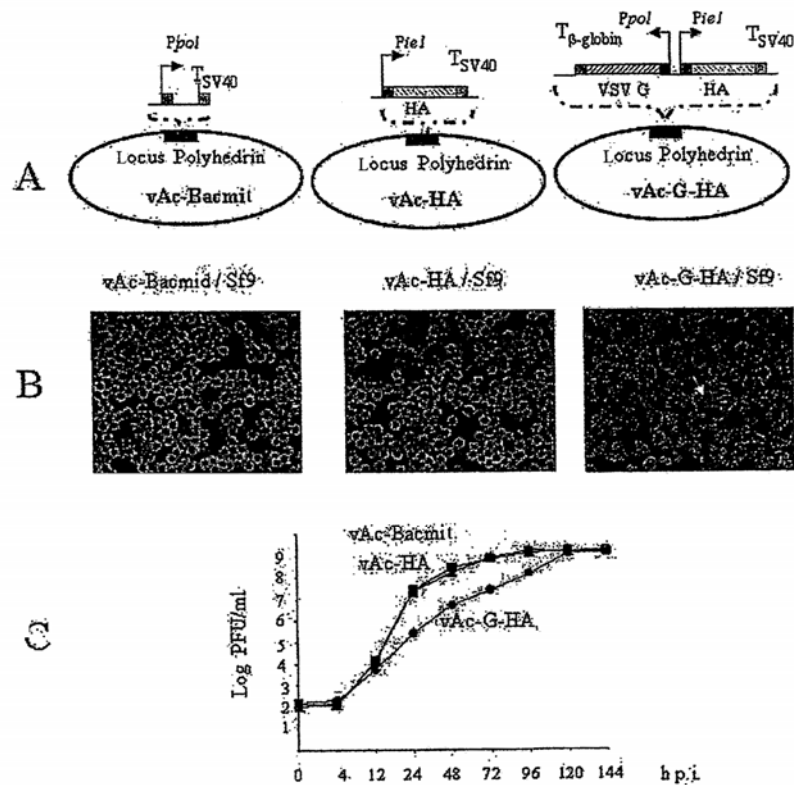 A
Ppol
TSV40
Locus Polyhedrin
vAc-Bacmit
PieI
TSV40
HA
Locus Polyhedrin
vAc-HA
Tβ-globin
Ppol
PieI
TSV40
VSV G
HA
Locus Polyhedrin
vAc-G-HA
B
vAc-Bacmid / Sf9
vAc-HA / Sf9
vAc-G-HA / Sf9
C
vAc-Bacmit
vAc-HA
vAc-G-HA
Log PFU/ml
9
8
7
6
5
4
3
2
1
0 4 12 24 48 72 96 120 144 h p.i.